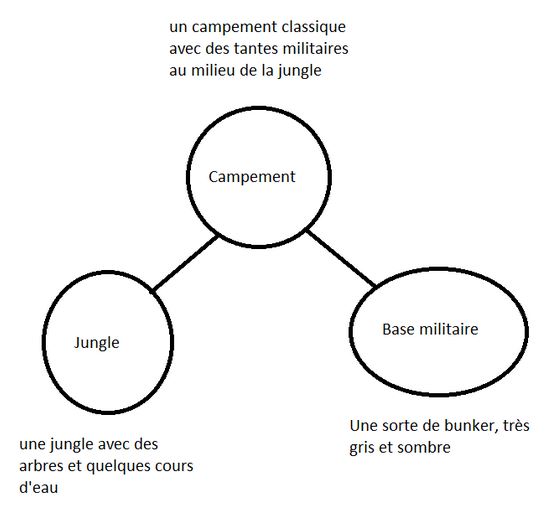 un campement classique
avec des tantes militaires
au milieu de la jungle
Campement
Jungle
Base militaire
une jungle avec des
arbres et quelques cours
d'eau
Une sorte de bunker, très
gris et sombre